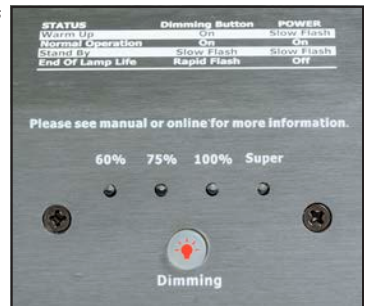 STATUS Dimming Button POWER
Warm Up On Slow Flash
Normal Operation On On
Stand By Slow Flash Slow Flash
End Of Lamp Life Rapid Flash Off
Please see manual or online for more information.
60% 75% 100% Super
Dimming